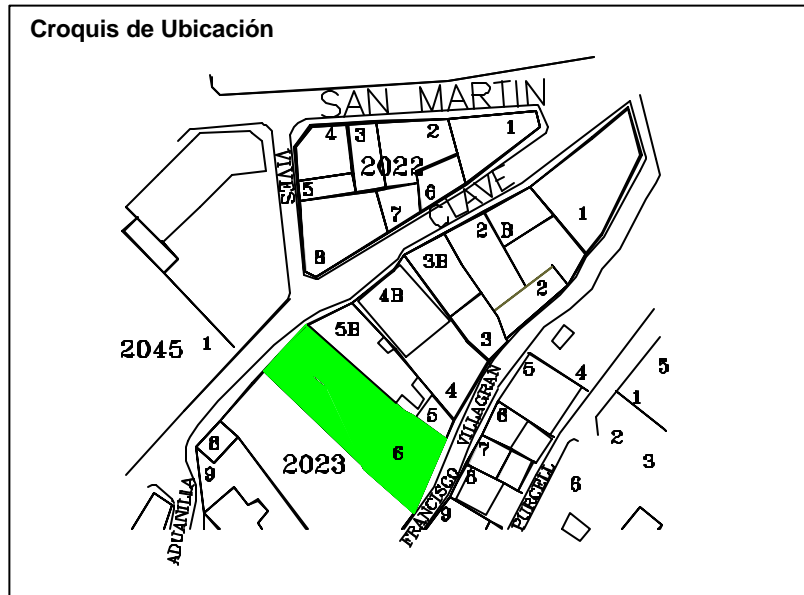 Croquis de Ubicación
SAN MARTIN
4 3 2 1
VIVES
2022
5
6
CLAVE
7
8
1
2 B
3B
2
4B
5B
3
2045 1
VILLAGRAN
5 4 5
4
1
5
6
2
6
7
3
8
9
2023
8
6
FRANCISCO
9
PURCELL
ADUANILLA